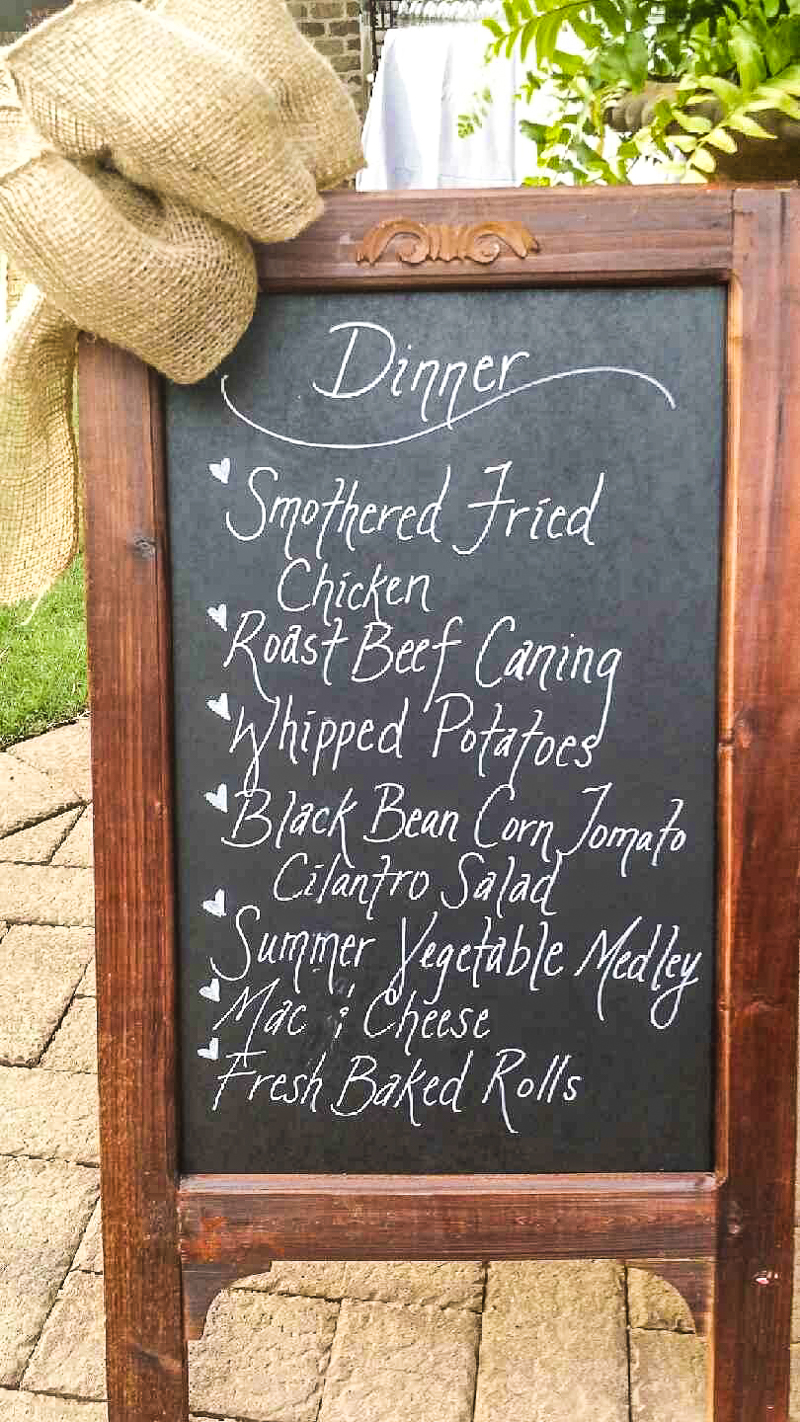 Dinner
Smothered Fried
Chicken
Roast Beef Caning
Whipped Potatoes
Black Bean Corn Tomato
Cilantro Salad
Summer Vegetable Medley
Mac & Cheese
Fresh Baked Rolls